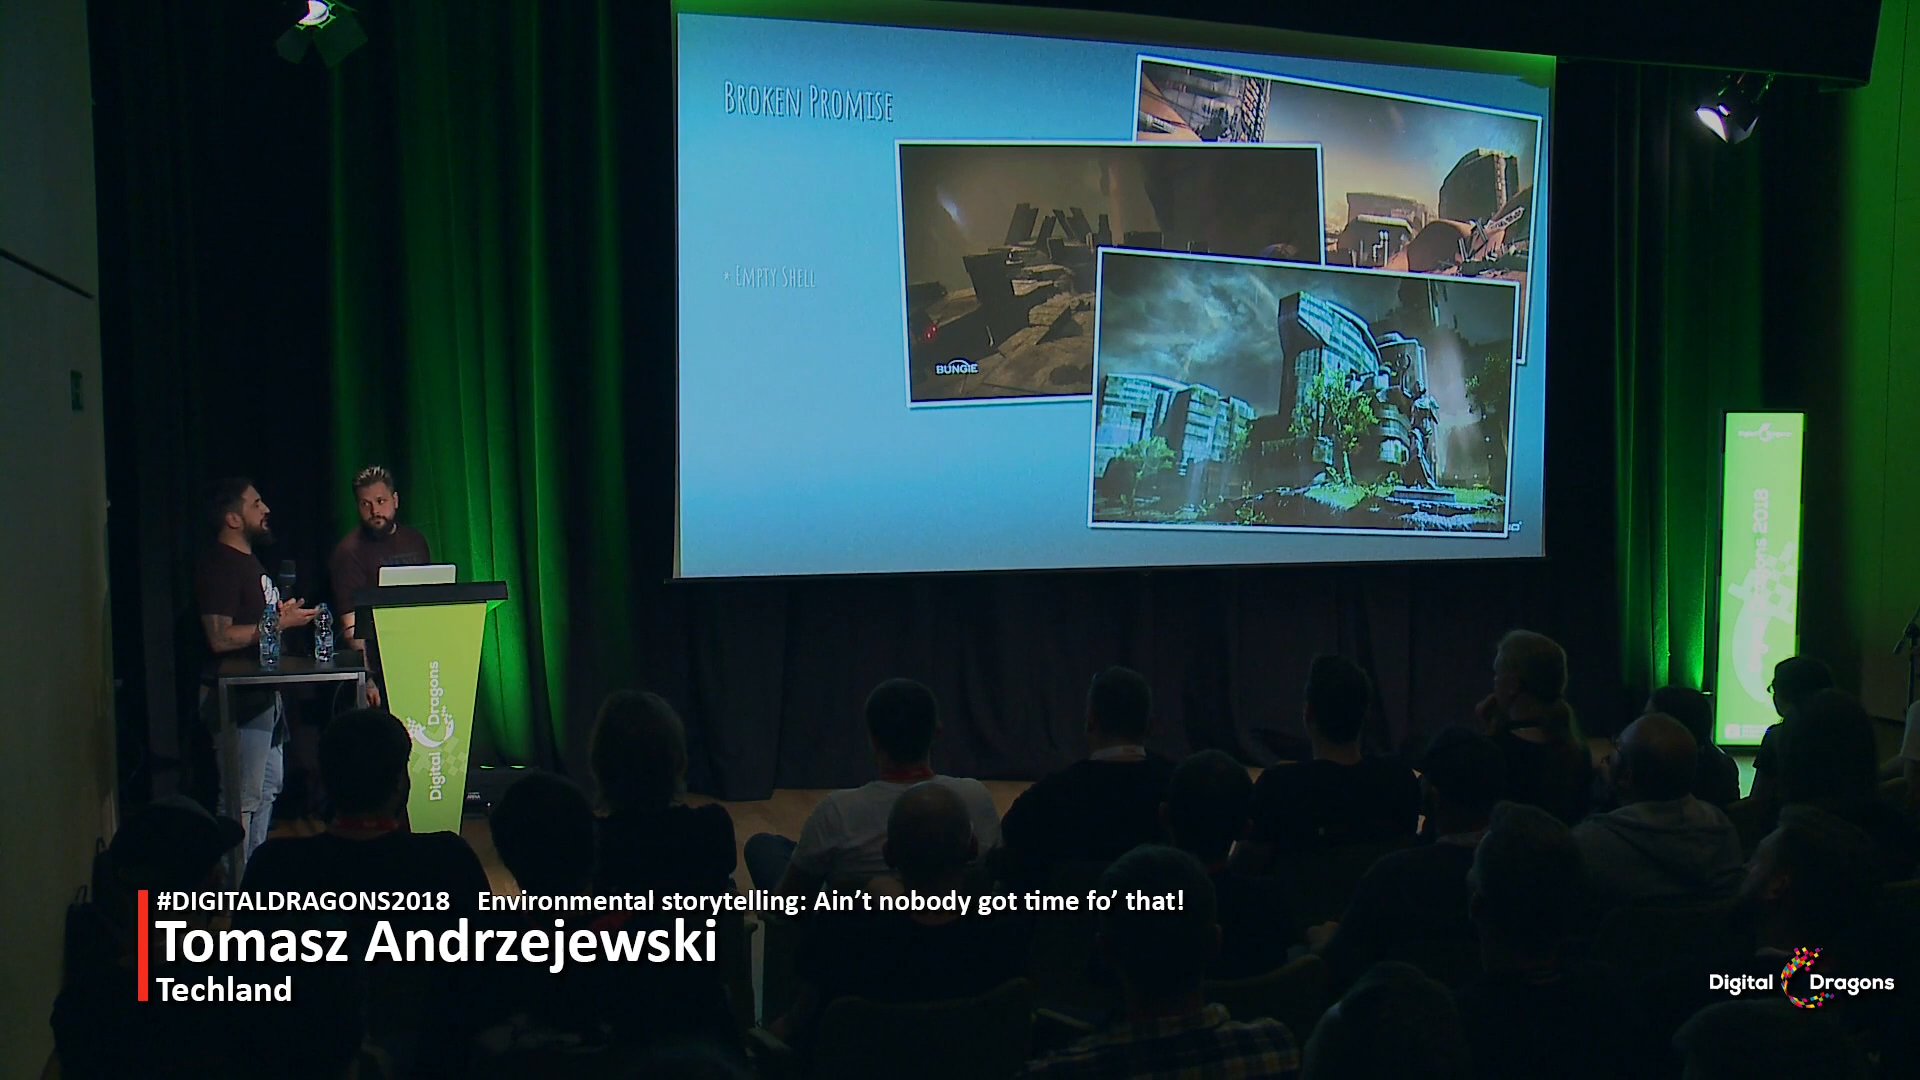 BROKEN PROMISE
* EMPTY SHELL
BUNGIE
Digital Dragons
#DIGITALDRAGONS2018 Environmental storytelling: Ain’t nobody got time fo’ that!
Tomasz Andrzejewski
Techland
Digital Dragons